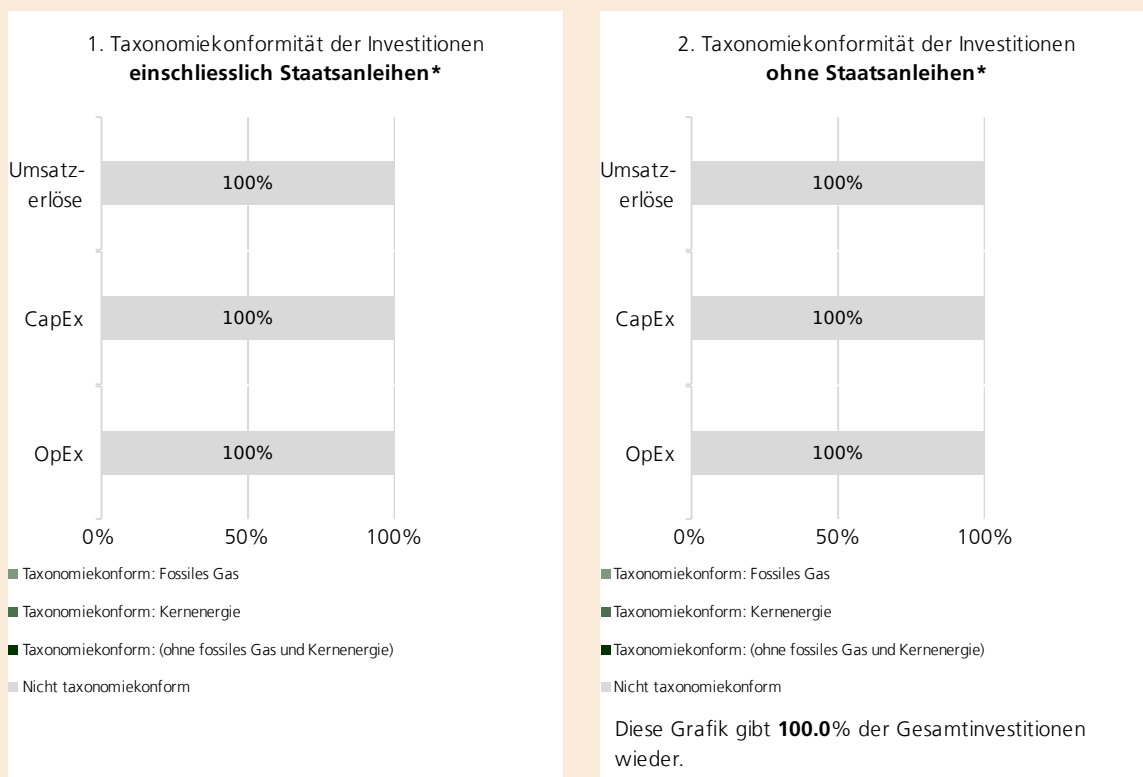 1. Taxonomiekonformität der Investitionen
einschliesslich Staatsanleihen*
Umsatz-
erlöse
100%
CapEx
100%
OpEx
100%
0%
50%
100%
Taxonomiekonform: Fossiles Gas
Taxonomiekonform: Kernenergie
Taxonomiekonform: (ohne fossiles Gas und Kernenergie)
Nicht taxonomiekonform
2. Taxonomiekonformität der Investitionen
ohne Staatsanleihen*
Umsatz-
erlöse
100%
CapEx
100%
OpEx
100%
0%
50%
100%
Taxonomiekonform: Fossiles Gas
Taxonomiekonform: Kernenergie
Taxonomiekonform: (ohne fossiles Gas und Kernenergie)
Nicht taxonomiekonform
Diese Grafik gibt 100.0% der Gesamtinvestitionen
wieder.